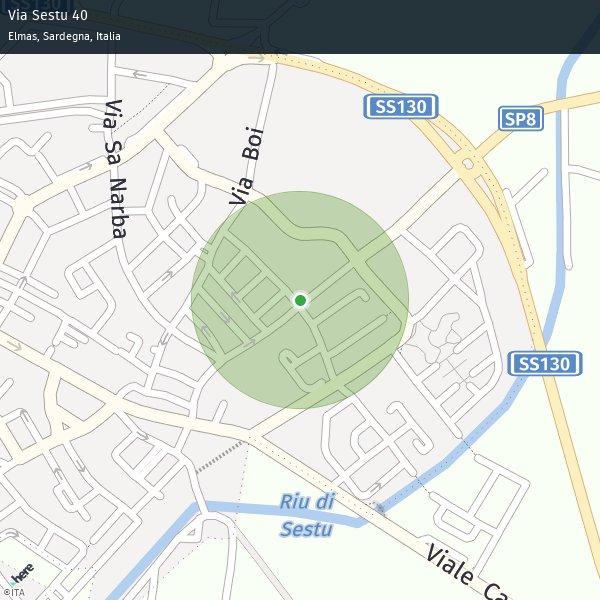 SS130
Via Sestu 40
Elmas, Sardegna, Italia
SS130
SP8
Via Boi
Via Sa Narba
SS130
Riu di
Sestu
Viale Ca
here
©ITA